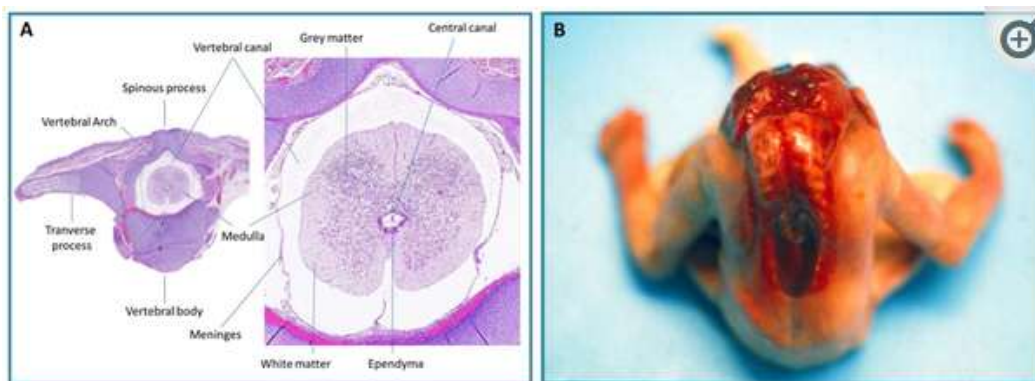 A
Vertebral canal
Grey matter
Central canal
Spinous process
Vertebral Arch
Tranverse process
Medulla
Vertebral body
Meninges
White matter
Ependyma
B